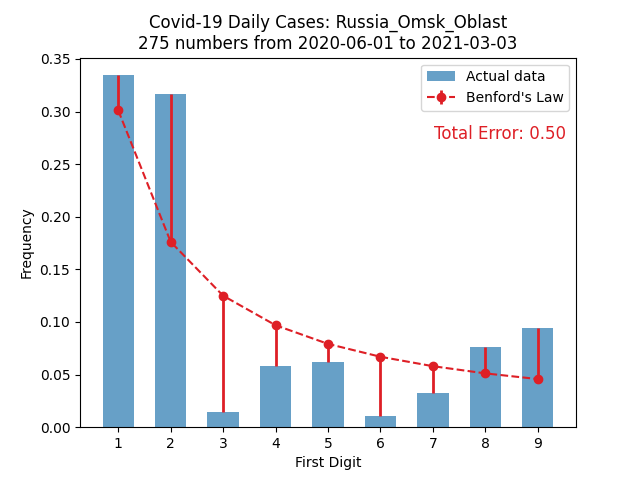 Covid-19 Daily Cases: Russia_Omsk_Oblast
275 numbers from 2020-06-01 to 2021-03-03
Actual data
Benford's Law
Total Error: 0.50
Frequency
0.35
0.30
0.25
0.20
0.15
0.10
0.05
0.00
1 2 3 4 5 6 7 8 9
First Digit